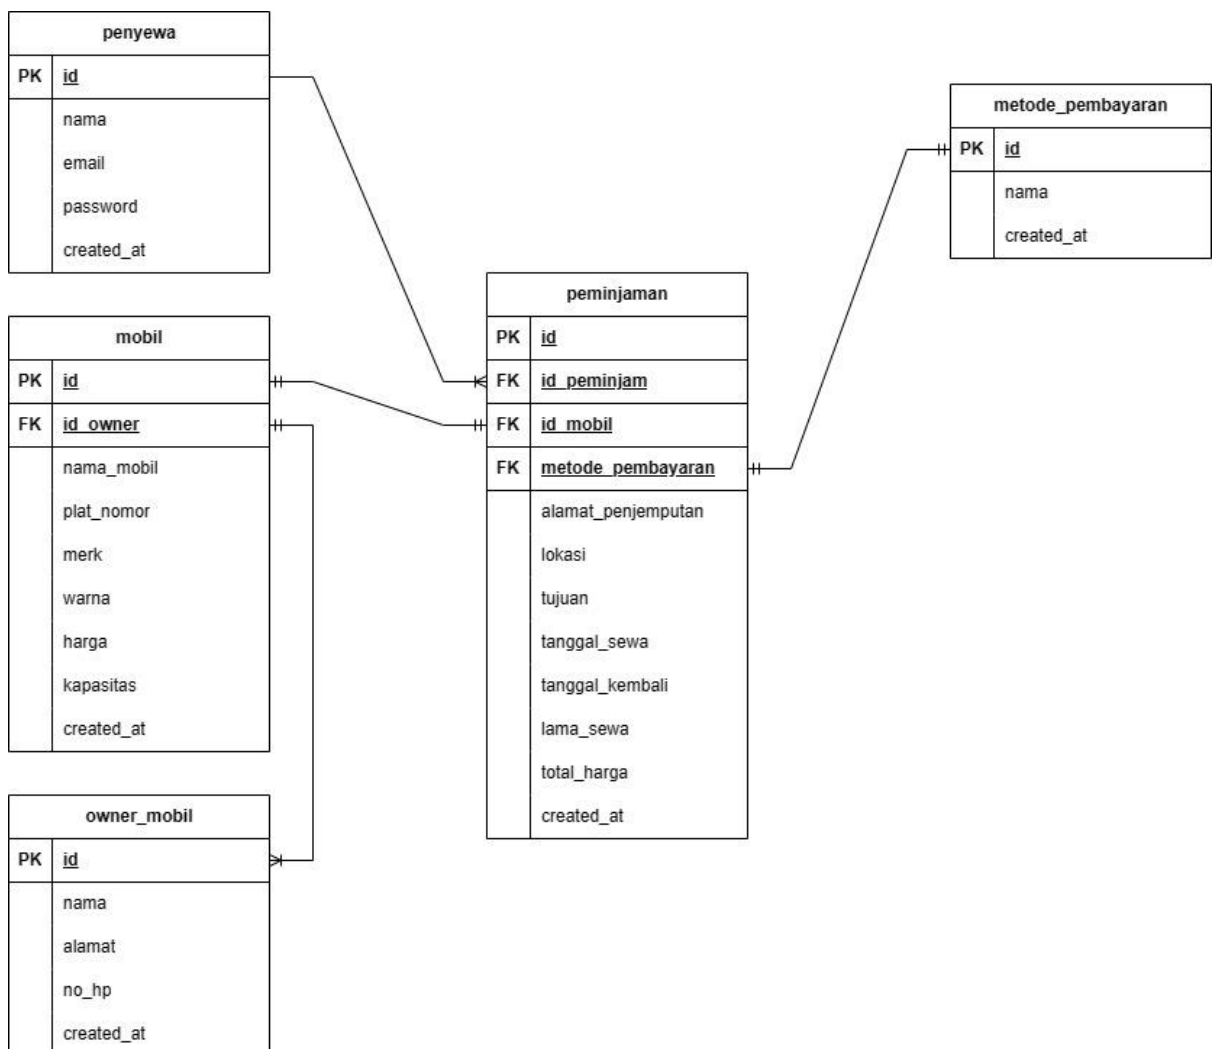 penyewa
PK id
nama
email
password
created_at
metode_pembayaran
PK id
nama
created_at
mobil
PK id
FK id_owner
nama_mobil
plat_nomor
merk
warna
harga
kapasitas
created_at
peminjaman
PK id
FK id_peminjam
FK id_mobil
FK metode_pembayaran
alamat_penjemputan
lokasi
tujuan
tanggal_sewa
tanggal_kembali
lama_sewa
total_harga
created_at
owner_mobil
PK id
nama
alamat
no_hp
created_at